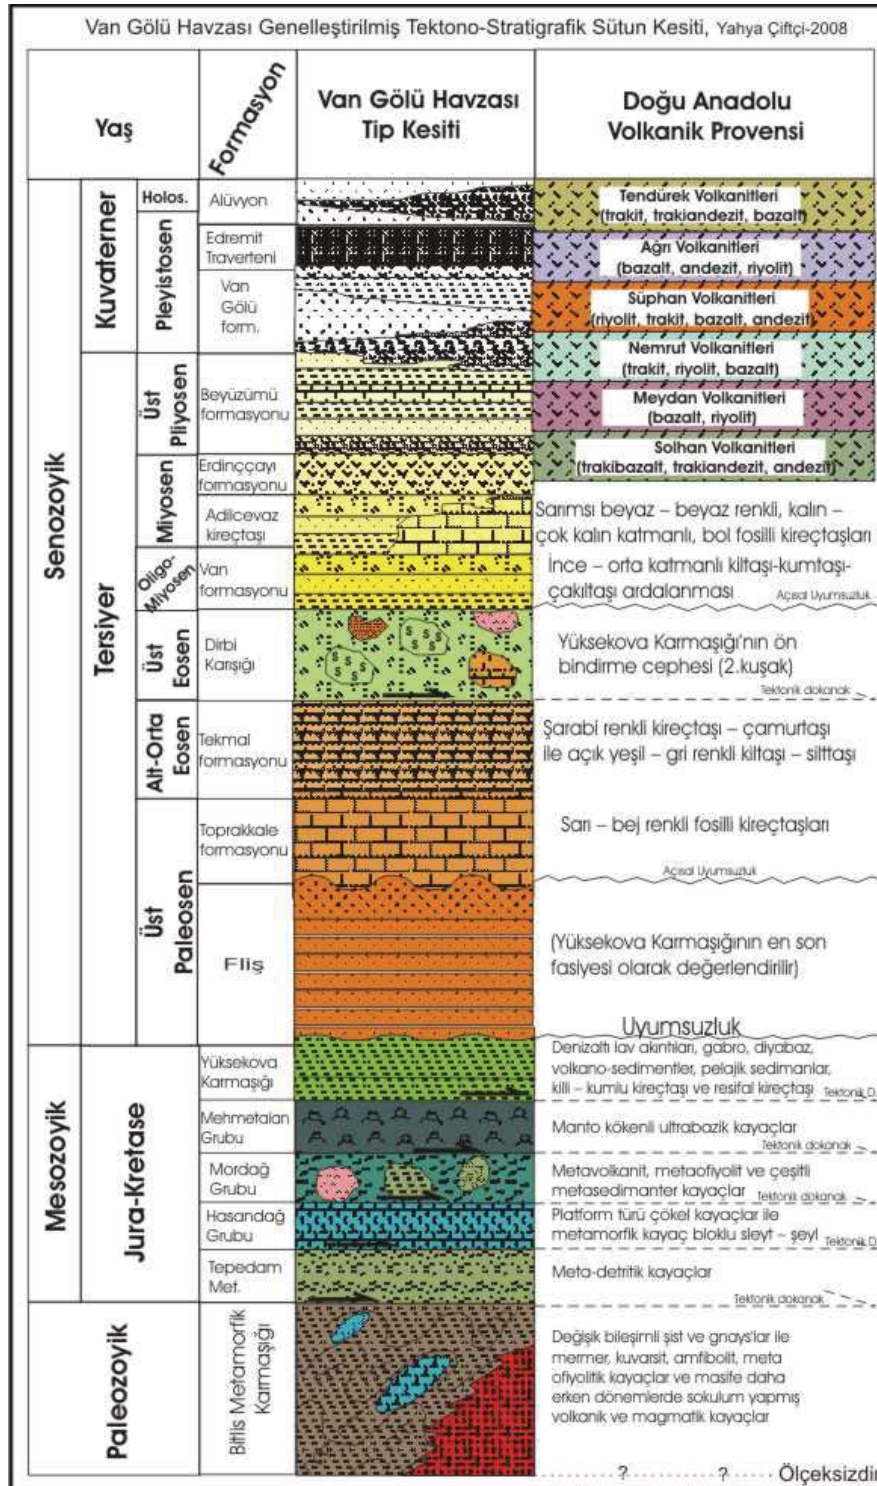 Van Gölü Havzası Genelleştirilmiş Tektono-Stratigrafik Sütun Kesiti, Yahya Çiftçi-2008
Yaş
Formasyon
Van Gölü Havzası
Tip Kesiti
Doğu Anadolu
Volkanik Provensi
Senozoyik
Kuvaterner
Holos.
Alüvyon
Tendürek Volkanitleri
(trakit, trakiandezit, bazalt)
Pleyistosen
Edremit
Traverteni
Ağrı Volkanitleri
(bazalt, andezit, riyolit)
Van
Gölü
form.
Süphan Volkanitleri
(riyolit, trakit, bazalt, andezit)
Nemrut Volkanitleri
(trakit, riyolit, bazalt)
Tersiyer
Üst
Pliyosen
Beyüzümü
formasyonu
Meydan Volkanitleri
(bazalt, riyolit)
Solhan Volkanitleri
(trakibazalt, trakiandezit, andezit)
Miyosen
Erdinççayı
formasyonu
Adilcevaz
kireçtaşı
Sarımsı beyaz – beyaz renkli, kalın –
çok kalın katmanlı, bol fosilli kireçtaşları
Oligo-
Miyosen
Van
formasyonu
İnce – orta katmanlı kiltaşı-kumtaşı-
çakıltaşı ardalanması
Açısal Uyumsuzluk
Üst
Eosen
Dirbi
Karışığı
S S S S S
S S S S S
Yüksekova Karmaşığı'nın ön
bindirme cephesi (2.kuşak)
Tektonik dokanak
Alt-Orta
Eosen
Tekmal
formasyonu
Şarabi renkli kireçtaşı – çamurtaşı
ile açık yeşil – gri renkli kiltaşı – silttaşı
Üst
Paleosen
Toprakkale
formasyonu
Sarı – bej renkli fosilli kireçtaşları
Açısal Uyumsuzluk
Fliş
(Yüksekova Karmaşığının en son
fasiyesi olarak değerlendirilir)
Uyumsuzluk
Mesozoyik
Jura-Kretase
Yüksekova
Karmaşığı
Denizaltı lav akıntıları, gabro, diyabaz,
volkano-sedimentler, pelajik sedimanlar,
killi – kumlu kireçtaşı ve resifal kireçtaşı
Tektonik D.
Mehmetalan
Grubu
Manto kökenli ultrabazik kayaçlar
Tektonik dokanak
Mordağ
Grubu
Metavolkanit, metaofiyolit ve çeşitli
metasedimanter kayaçlar
Tektonik dokanak
Hasandağ
Grubu
Platform türü çökel kayaçlar ile
metamorfik kayaç bloklu sleyt – şeyl
Tektonik D.
Tepedam
Met.
Meta-detritik kayaçlar
Tektonik dokanak
Paleozoyik
Bitlis Metamorfik
Karmaşığı
Değişik bileşimli şist ve gnays'lar ile
mermer, kuvarsit, amfibolit, meta
ofiyolitik kayaçlar ve masife daha
erken dönemlerde sokulum yapmış
volkanik ve magmatik kayaçlar
? ? Ölçeksizdir